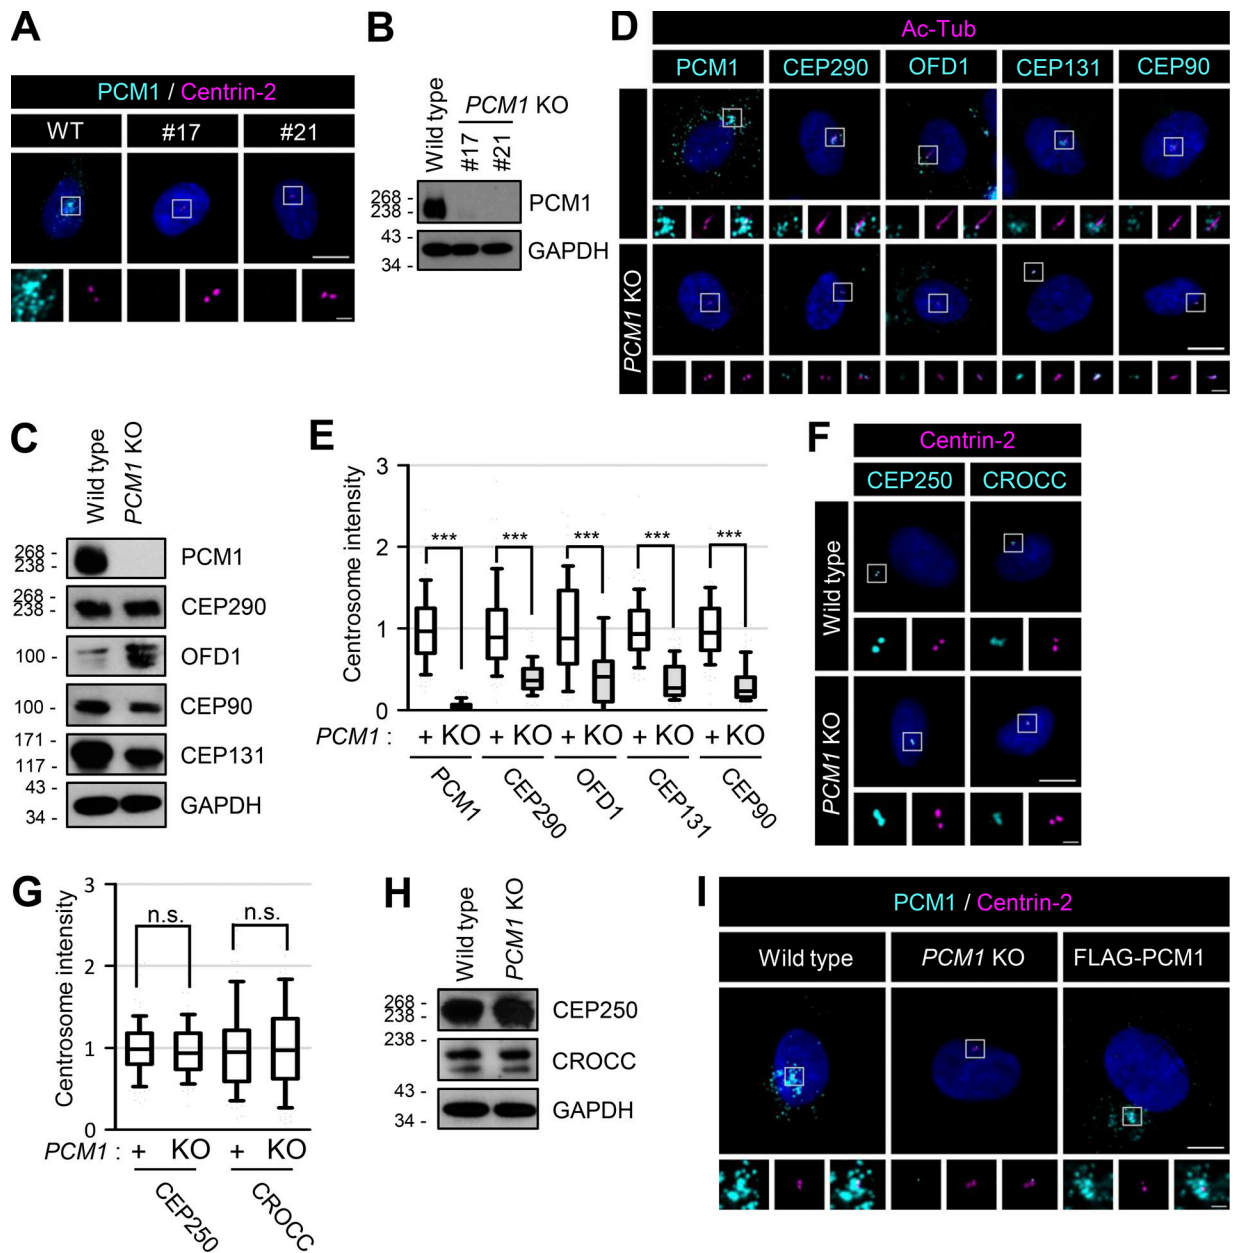 A
PCM1 / Centrin-2
WT
#17
#21
B
Wild type
PCM1 KO
#17
#21
268 -
238 -
PCM1
43 -
34 -
GAPDH
C
Wild type
PCM1 KO
268 -
238 -
PCM1
268 -
238 -
CEP290
100 -
OFD1
100 -
CEP90
171 -
117 -
CEP131
43 -
34 -
GAPDH
D
Ac-Tub
PCM1
CEP290
OFD1
CEP131
CEP90
PCM1 KO
E
Centrosome intensity
3
2
1
0
***
***
***
***
***
PCM1 : + KO + KO + KO + KO + KO
PCM1
CEP290
OFD1
CEP131
CEP90
F
Centrin-2
CEP250
CROCC
Wild type
PCM1 KO
G
Centrosome intensity
3
2
1
0
n.s.
n.s.
PCM1 : + KO + KO
CEP250
CROCC
H
Wild type
PCM1 KO
268 -
238 -
CEP250
238 -
CROCC
43 -
34 -
GAPDH
I
PCM1 / Centrin-2
Wild type
PCM1 KO
FLAG-PCM1